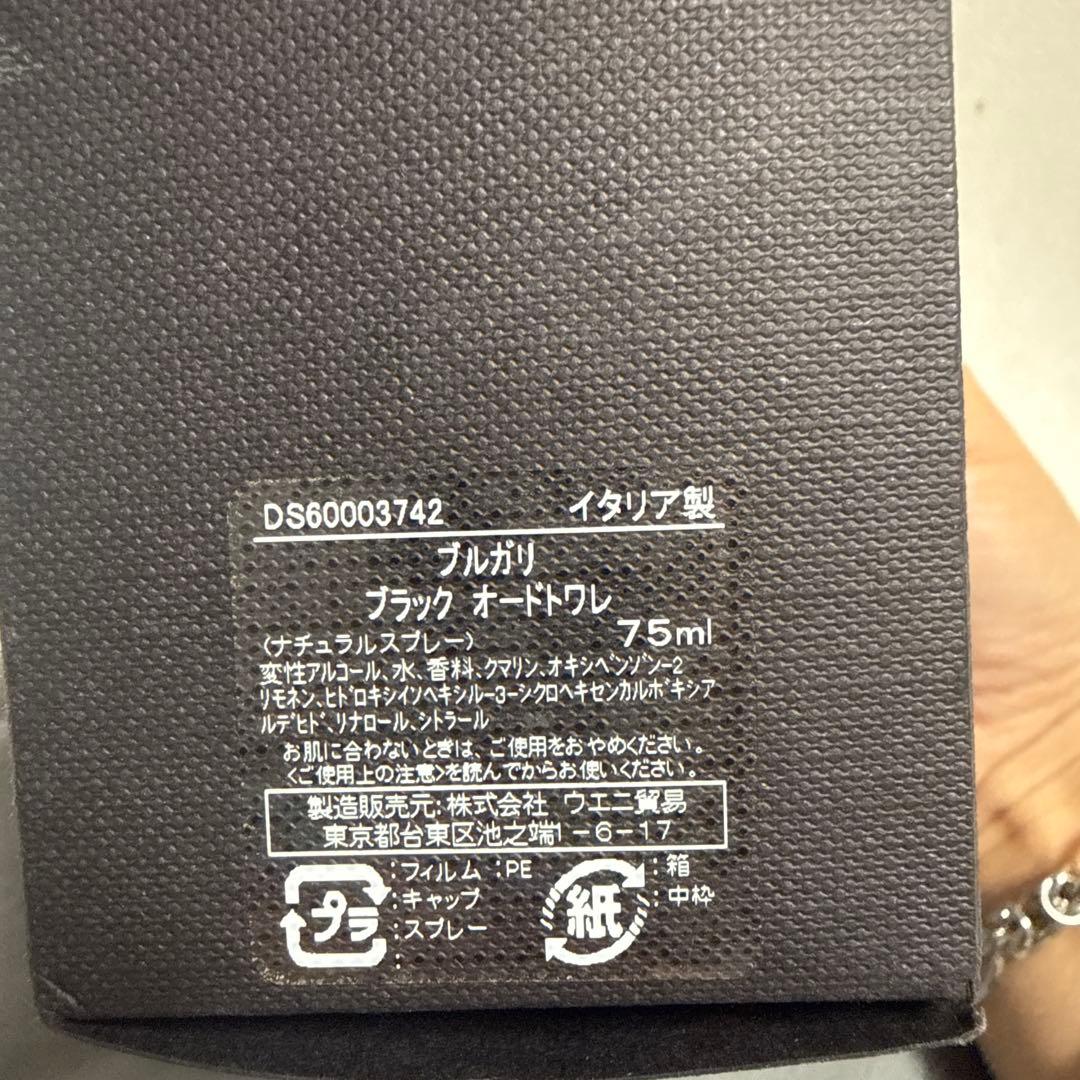 DS60003742 イタリア製
ブルガリ
ブラック オードトワレ
75ml
(ナチュラルスプレー)
変性アルコール、水、香料、クマリン、オキシベンゾン-2
リモネン、ヒドロキシイソヘキシル-3-シクロヘキセンカルボキシア
ルデヒド、リナロール、シトラール
お肌に合わないときは、ご使用をおやめください。
<ご使用上の注意>を読んでからお使いください。
製造販売元:株式会社 ウエニ貿易
東京都台東区池之端1-6-17
プラ
:フィルム :PE
:キャップ
:スプレー
:
紙
:箱
:中枠